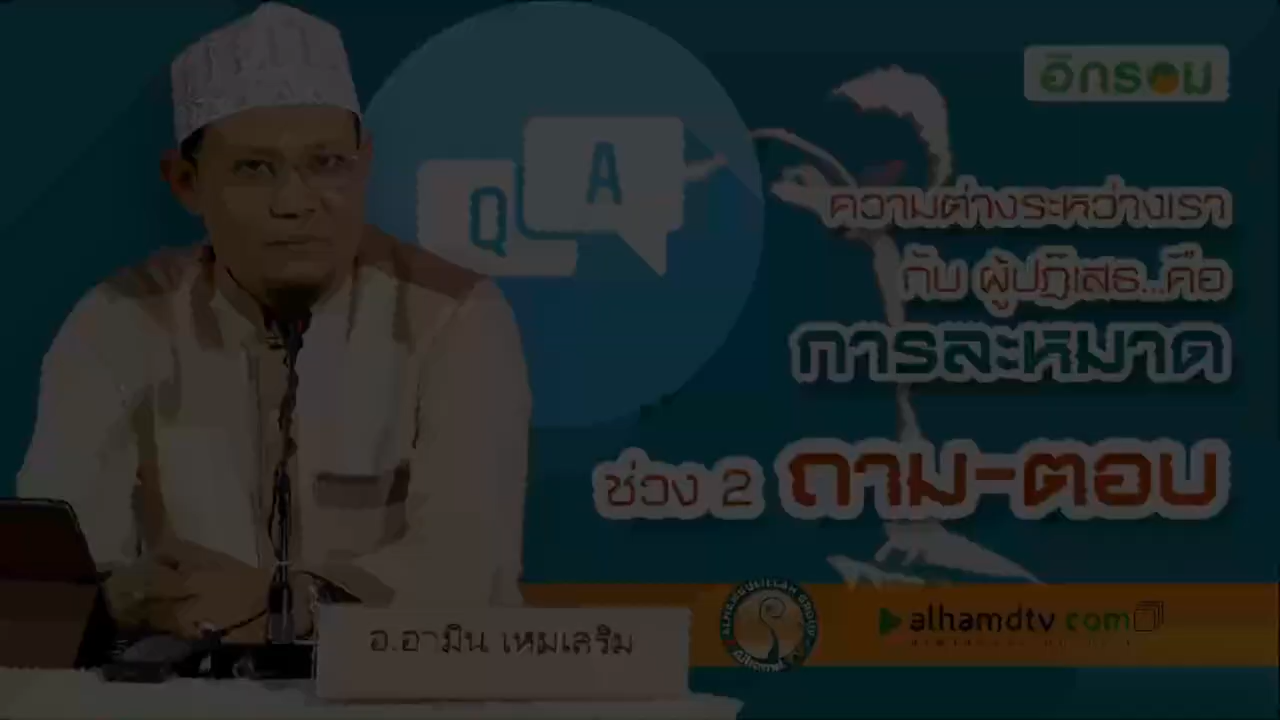 อิกรอม
Q
A
ความต่างระหว่างเรา
กับ ผู้ปฏิเสธ...คือ
การละหมาด
ช่วง 2 ถาม-ตอบ
อ.อามีน เหมเสริม
alhamdtv.com